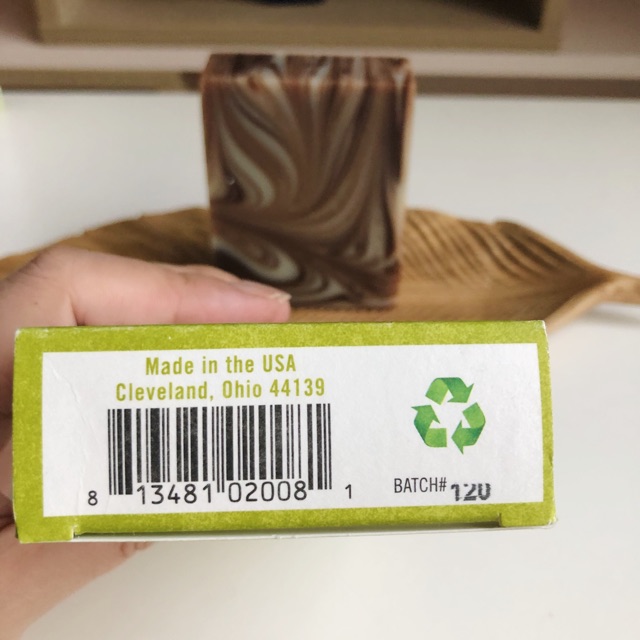 Made in the USA
Cleveland, Ohio 44139
8 13481 02008 1
BATCH# 120